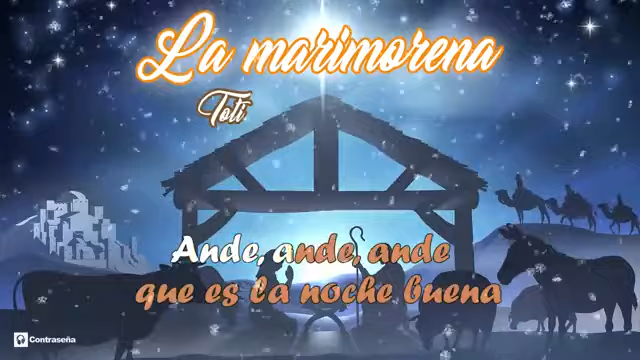 La marimorena
Toti
Ande, ande, ande
que es la noche buena
Contraseña